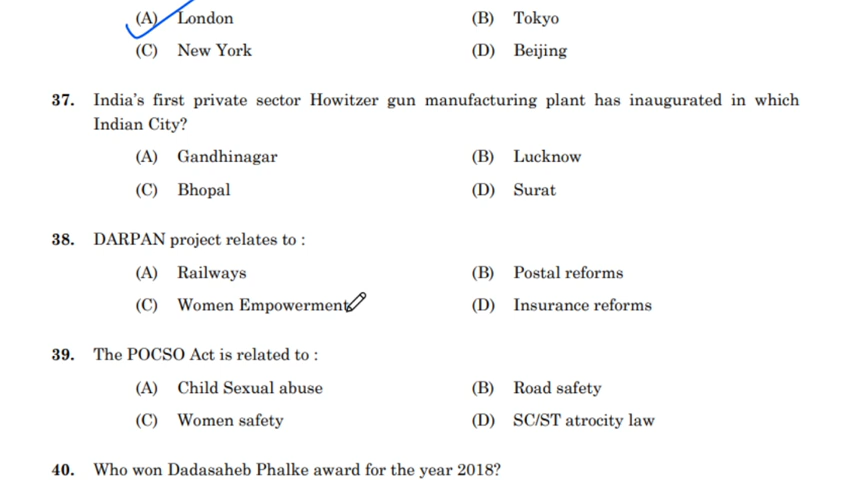 (A) London (B) Tokyo
(C) New York (D) Beijing
37. India's first private sector Howitzer gun manufacturing plant has inaugurated in which
Indian City?
(A) Gandhinagar (B) Lucknow
(C) Bhopal (D) Surat
38. DARPAN project relates to :
(A) Railways (B) Postal reforms
(C) Women Empowerment (D) Insurance reforms
39. The POCSO Act is related to :
(A) Child Sexual abuse (B) Road safety
(C) Women safety (D) SC/ST atrocity law
40. Who won Dadasaheb Phalke award for the year 2018?